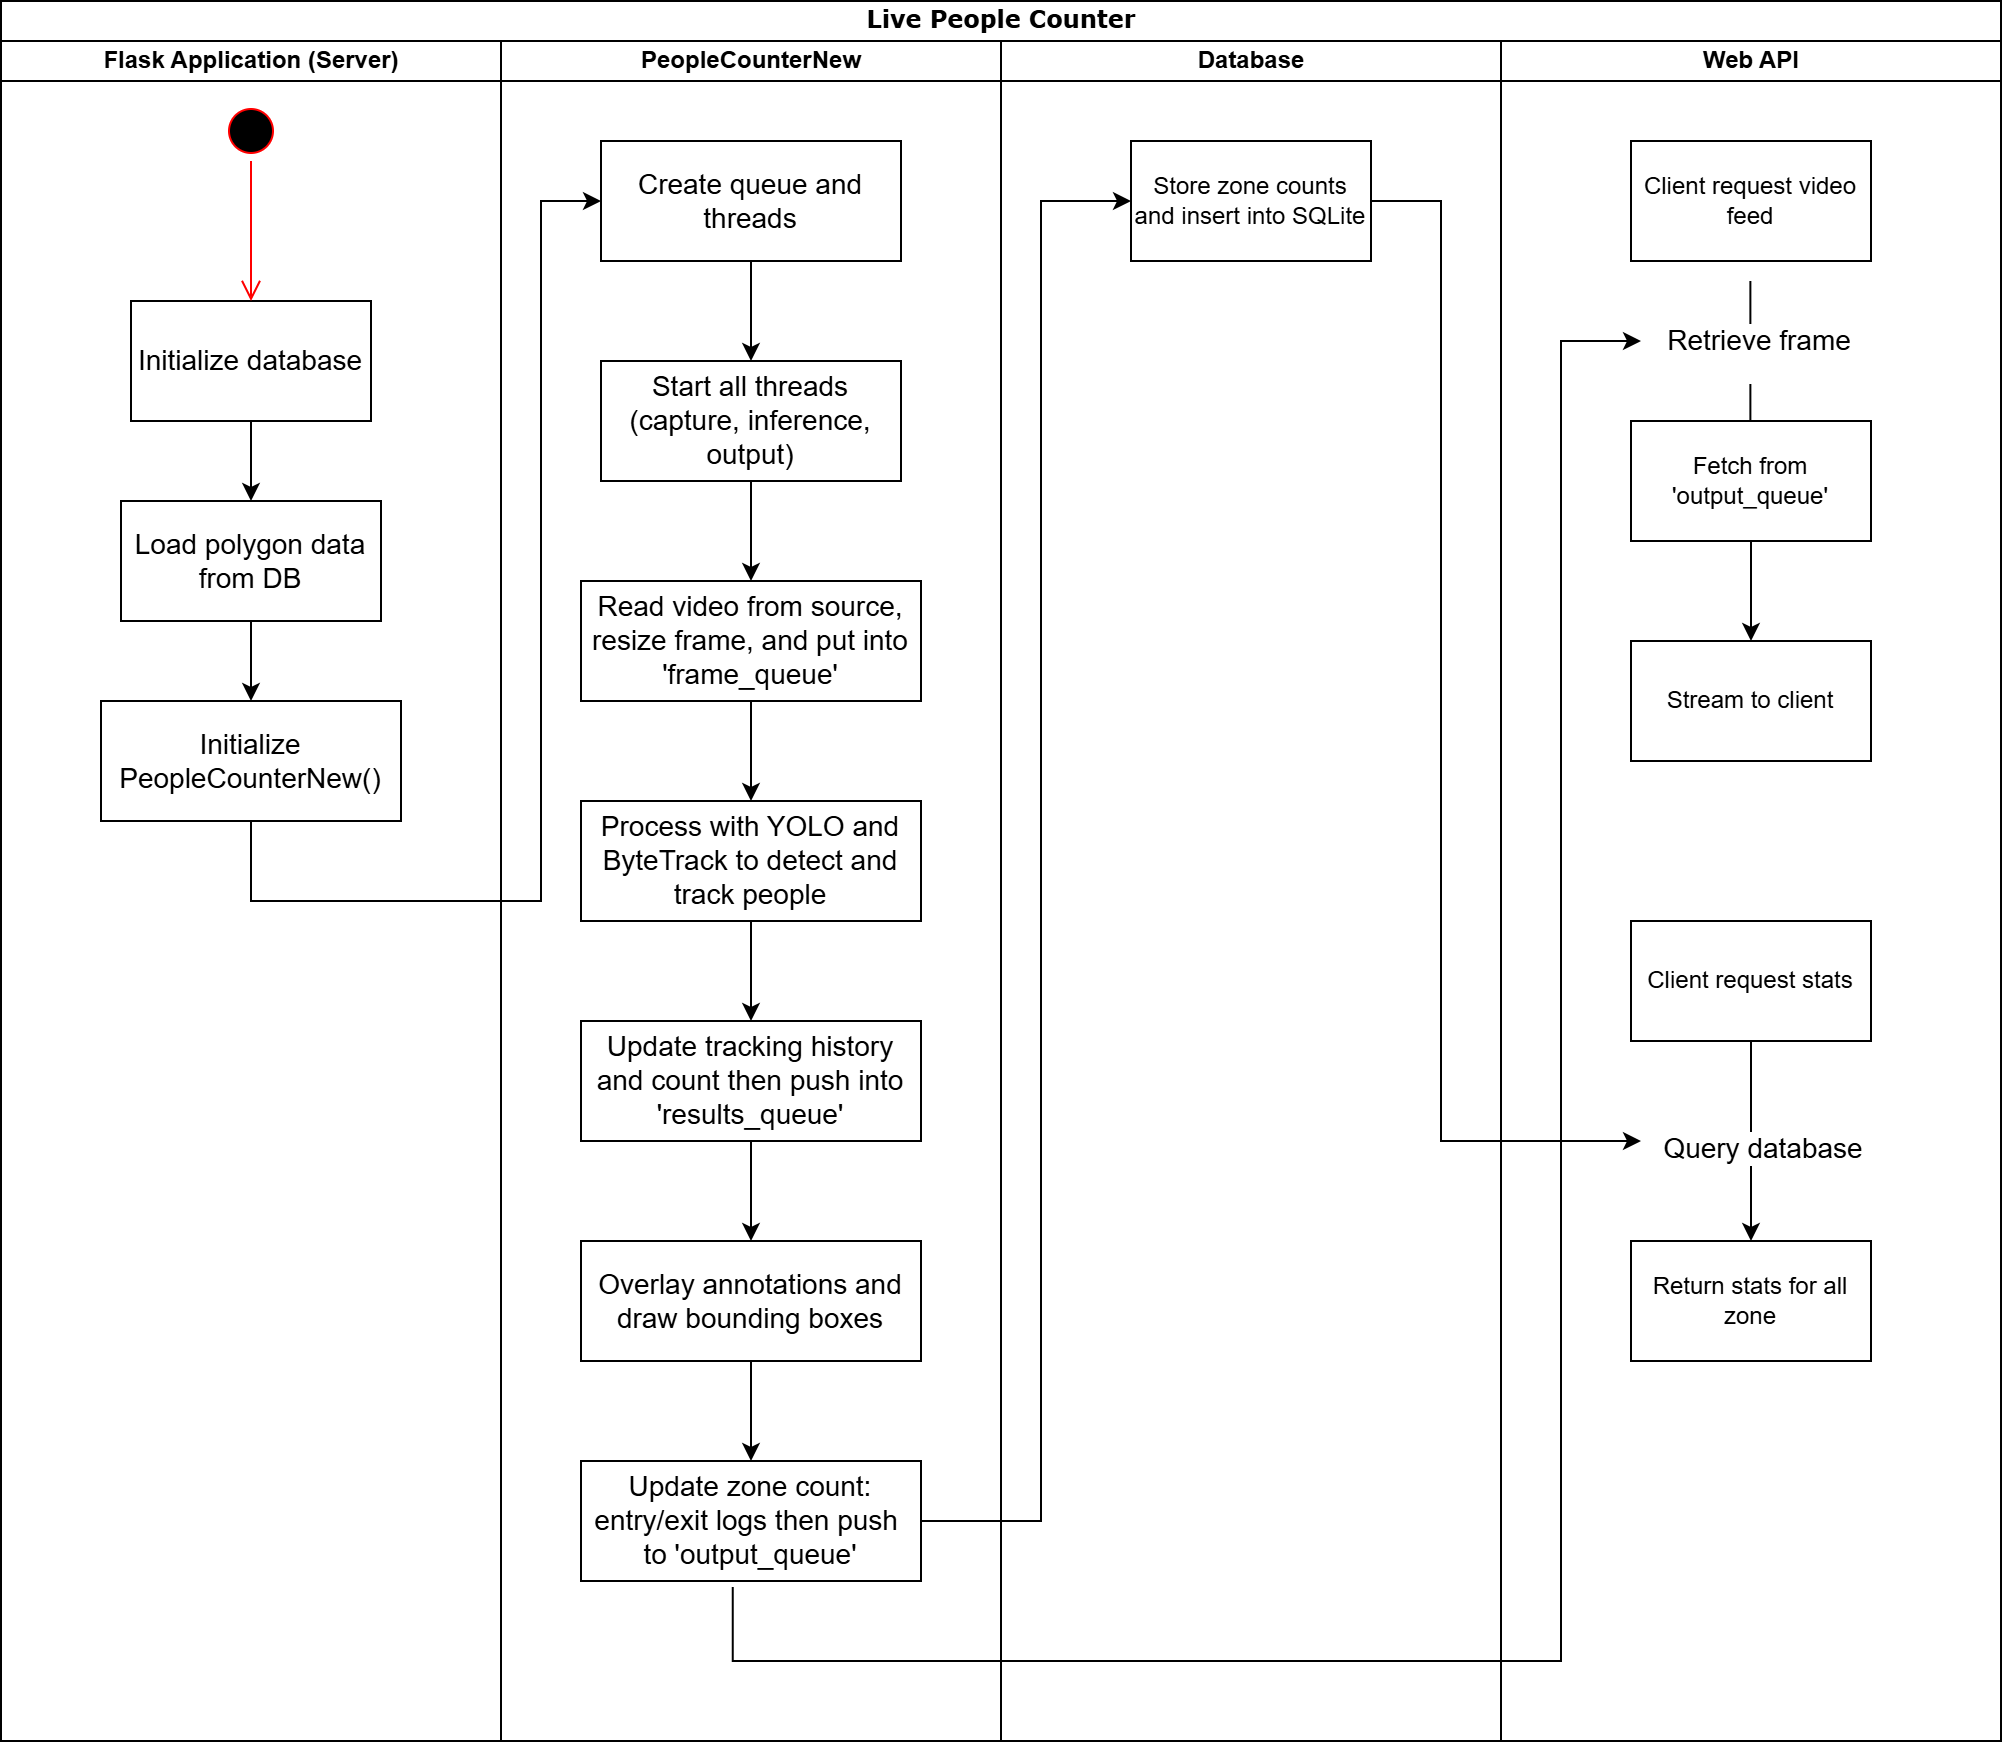 Live People Counter
Flask Application (Server)
PeopleCounterNew
Database
Web API
Initialize database
Load polygon data
from DB
Initialize
PeopleCounterNew()
Create queue and
threads
Start all threads
(capture, inference,
output)
Read video from source,
resize frame, and put into
'frame_queue'
Process with YOLO and
ByteTrack to detect and
track people
Update tracking history
and count then push into
'results_queue'
Overlay annotations and
draw bounding boxes
Update zone count:
entry/exit logs then push
to 'output_queue'
Store zone counts
and insert into SQLite
Client request video
feed
Retrieve frame
Fetch from
'output_queue'
Stream to client
Client request stats
Query database
Return stats for all
zone